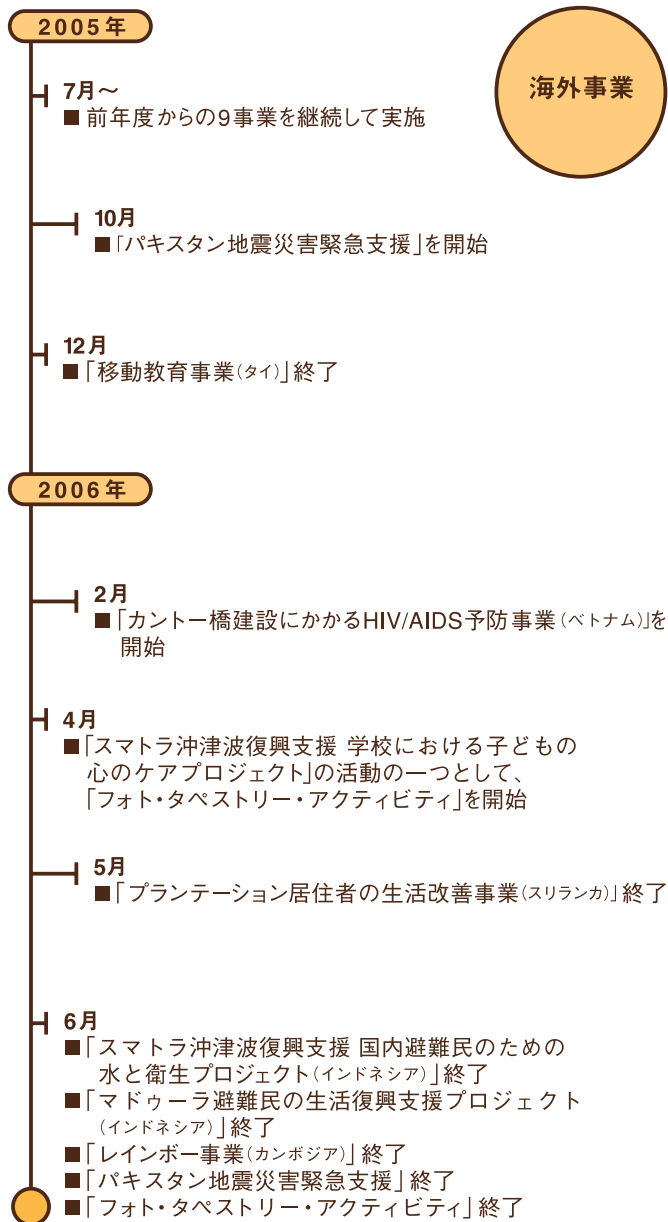 2005年
海外事業
7月～
■ 前年度からの9事業を継続して実施
10月
■「パキスタン地震災害緊急支援」を開始
12月
■「移動教育事業(タイ)」終了
2006年
2月
■「カントー橋建設にかかるHIV/AIDS予防事業(ベトナム)」を
開始
4月
■「スマトラ沖津波復興支援 学校における子どもの
心のケアプロジェクト」の活動の一つとして、
「フォト・タペストリー・アクティビティ」を開始
5月
■「プランテーション居住者の生活改善事業(スリランカ)」終了
6月
■「スマトラ沖津波復興支援 国内避難民のための
水と衛生プロジェクト(インドネシア)」終了
■「マドゥーラ避難民の生活復興支援プロジェクト
(インドネシア)」終了
■「レインボー事業(カンボジア)」終了
■「パキスタン地震災害緊急支援」終了
■「フォト・タペストリー・アクティビティ」終了